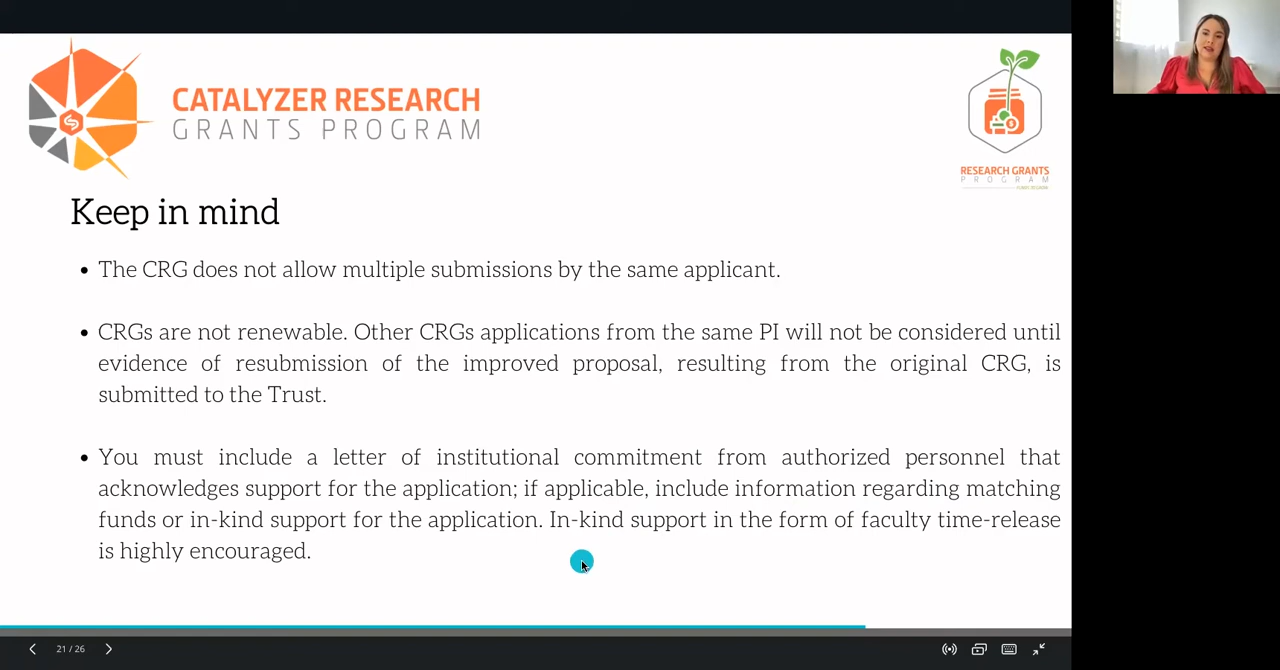 CATALYZER RESEARCH
GRANTS PROGRAM
RESEARCH GRANTS
PROGRAM
Keep in mind
• The CRG does not allow multiple submissions by the same applicant.
• CRGs are not renewable. Other CRGs applications from the same PI will not be considered until
evidence of resubmission of the improved proposal, resulting from the original CRG, is
submitted to the Trust.
• You must include a letter of institutional commitment from authorized personnel that
acknowledges support for the application; if applicable, include information regarding matching
funds or in-kind support for the application. In-kind support in the form of faculty time-release
is highly encouraged.
21 / 26